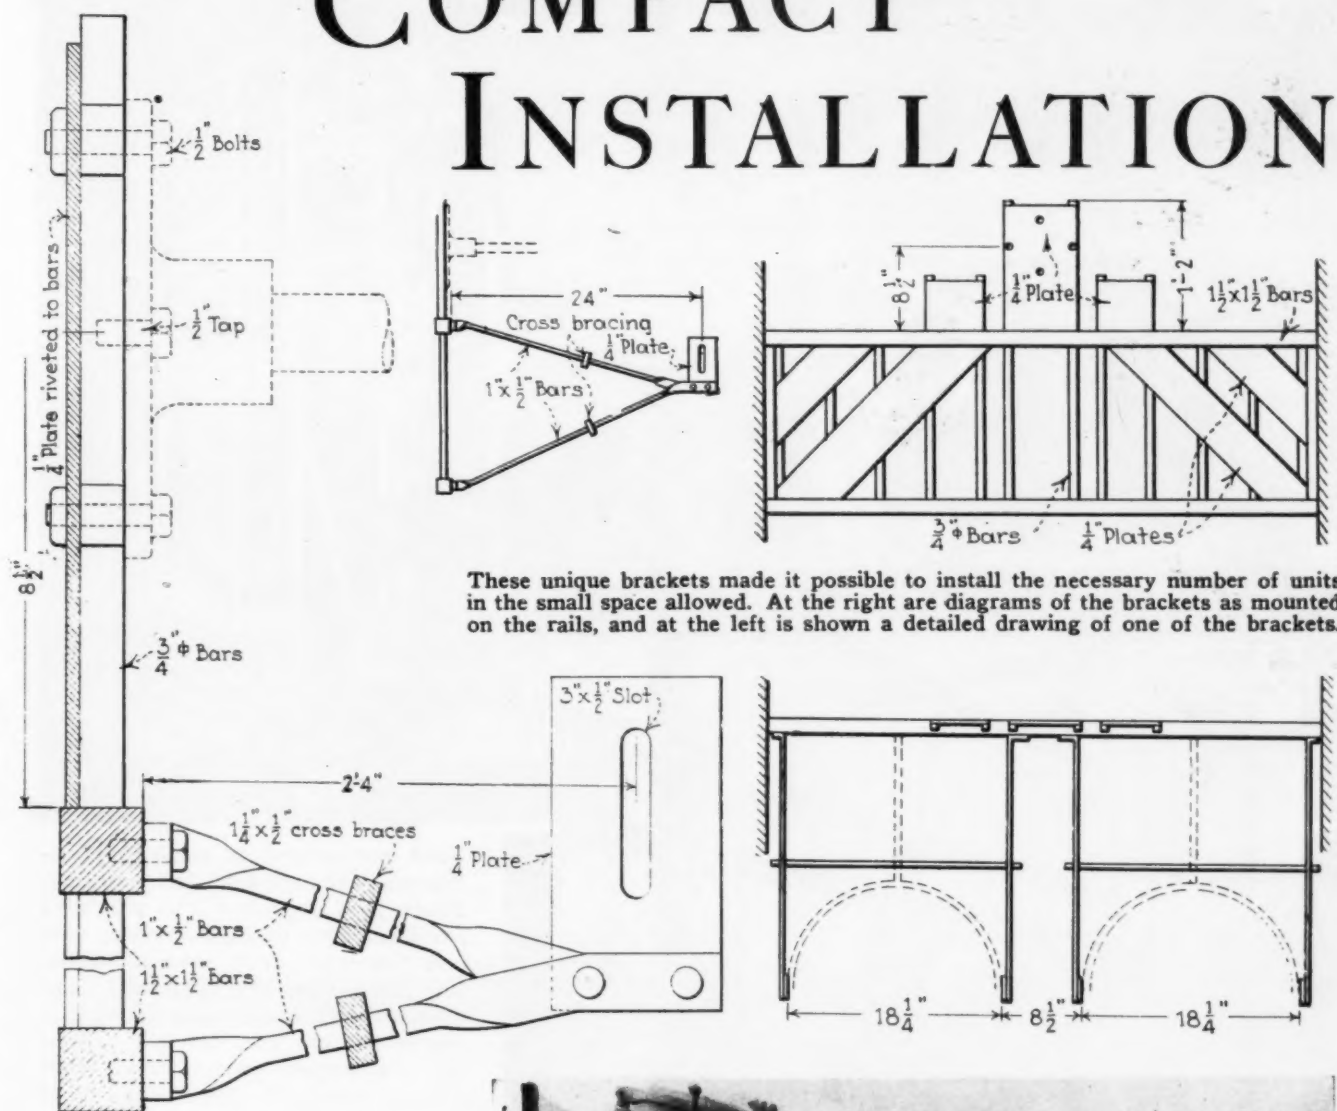 COMPACT
INSTALLATION
1/2" Bolts
1/4" Plate riveted to bars
1/2" Tap
8 1/2"
3/4" ɸ Bars
24"
Cross bracing
1/4" Plate
1" x 1/2" Bars
8 1/2"
1/4" Plate
1'-2"
1 1/2" x 1 1/2" Bars
3/4" ɸ Bars
1/4" Plates
These unique brackets made it possible to install the necessary number of units
in the small space allowed. At the right are diagrams of the brackets as mounted
on the rails, and at the left is shown a detailed drawing of one of the brackets.
3" x 1/2" Slot
2'-4"
1 1/4" x 1/2" cross braces
1/4" Plate
1" x 1/2" Bars
1 1/2" x 1 1/2" Bars
18 1/4"
8 1/2"
18 1/4"